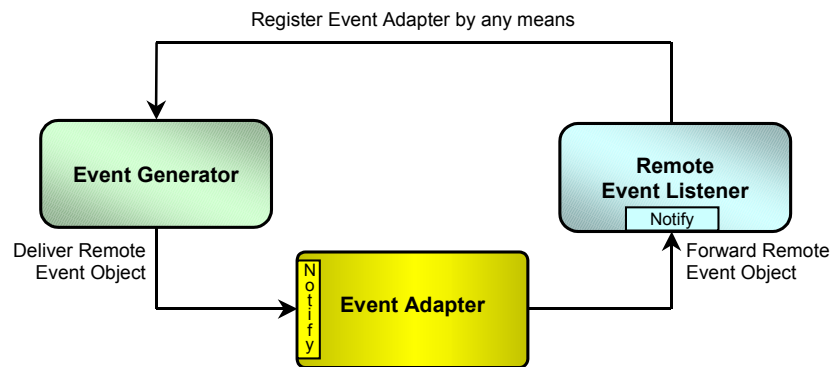 Register Event Adapter by any means
Event Generator
Remote
Event Listener
Notify
Deliver Remote
Event Object
Forward Remote
Event Object
Notify
Event Adapter